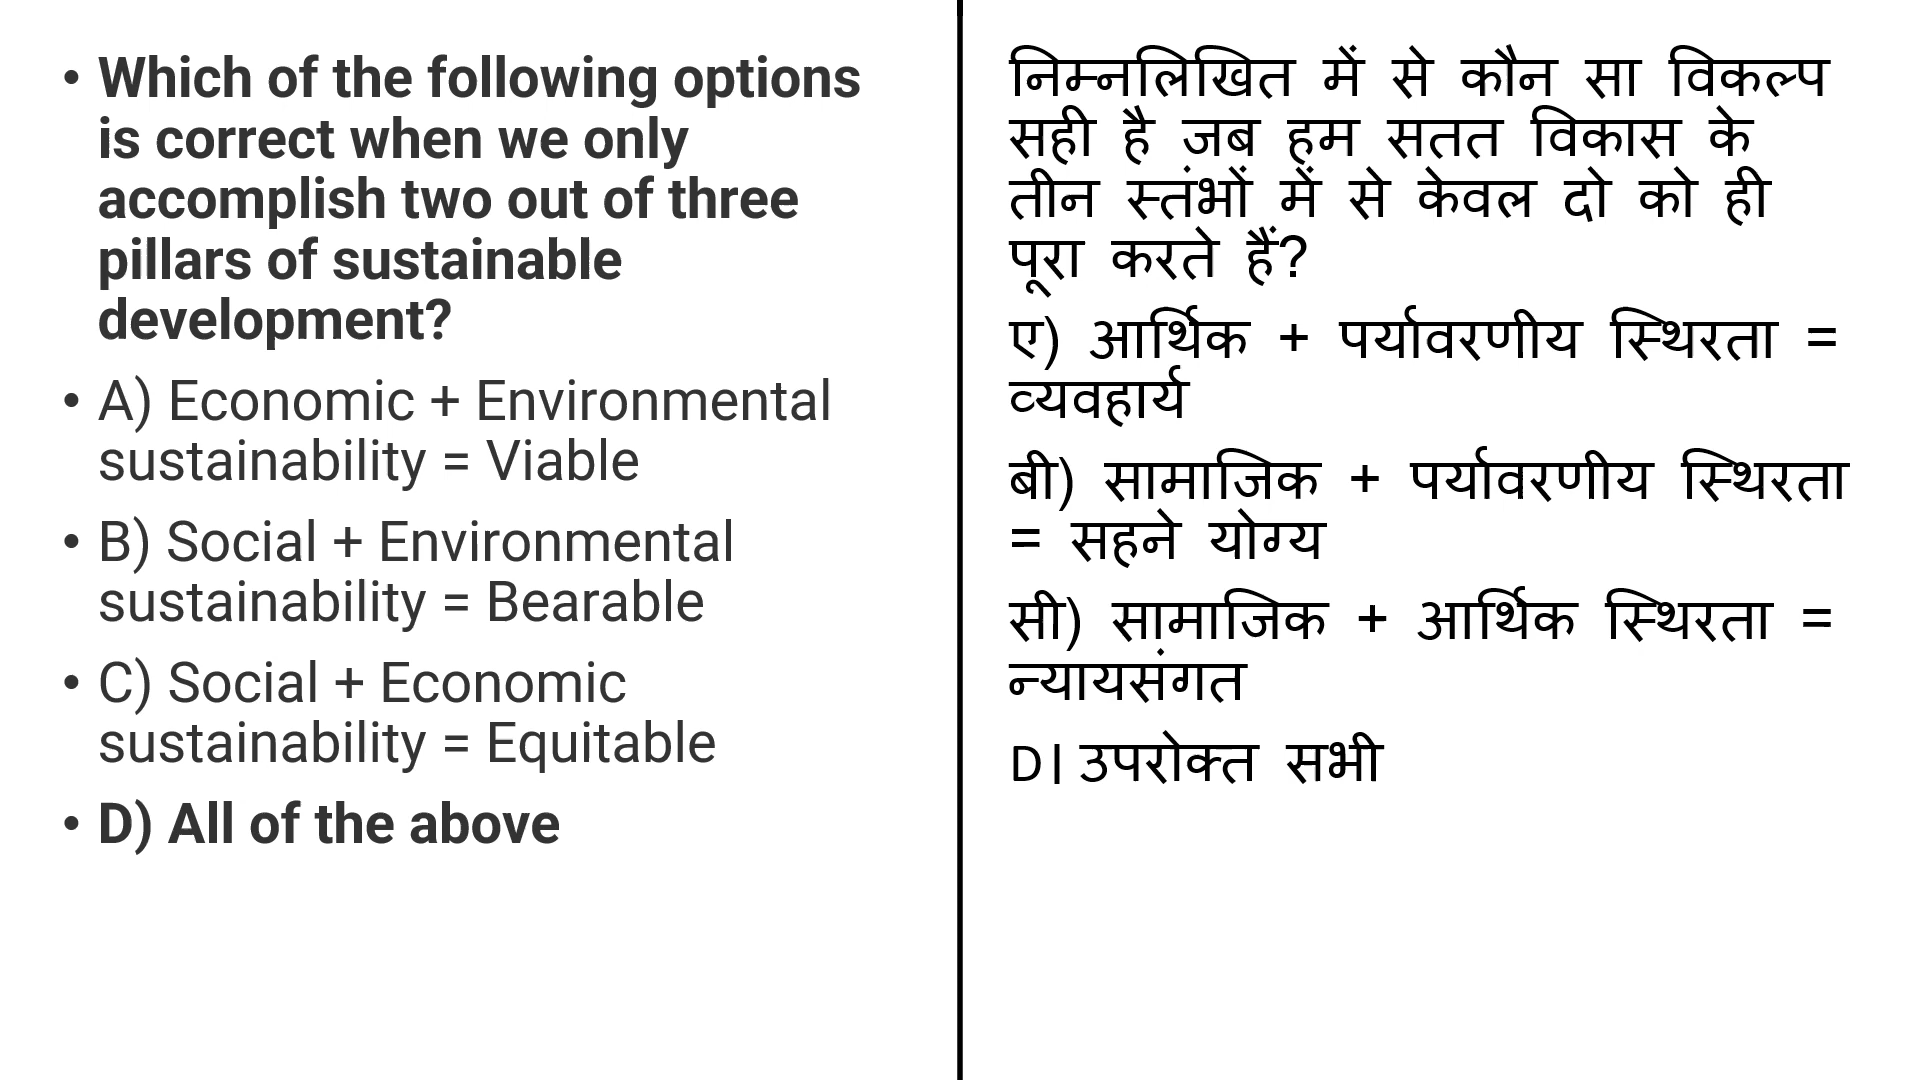 • Which of the following options
is correct when we only
accomplish two out of three
pillars of sustainable
development?
• A) Economic + Environmental
sustainability = Viable
• B) Social + Environmental
sustainability = Bearable
• C) Social + Economic
sustainability = Equitable
• D) All of the above
निम्नलिखित में से कौन सा विकल्प
सही है जब हम सतत विकास के
तीन स्तंभों में से केवल दो को ही
पूरा करते हैं?
ए) आर्थिक + पर्यावरणीय स्थिरता =
व्यवहार्य
बी) सामाजिक + पर्यावरणीय स्थिरता
= सहने योग्य
सी) सामाजिक + आर्थिक स्थिरता =
न्यायसंगत
D। उपरोक्त सभी